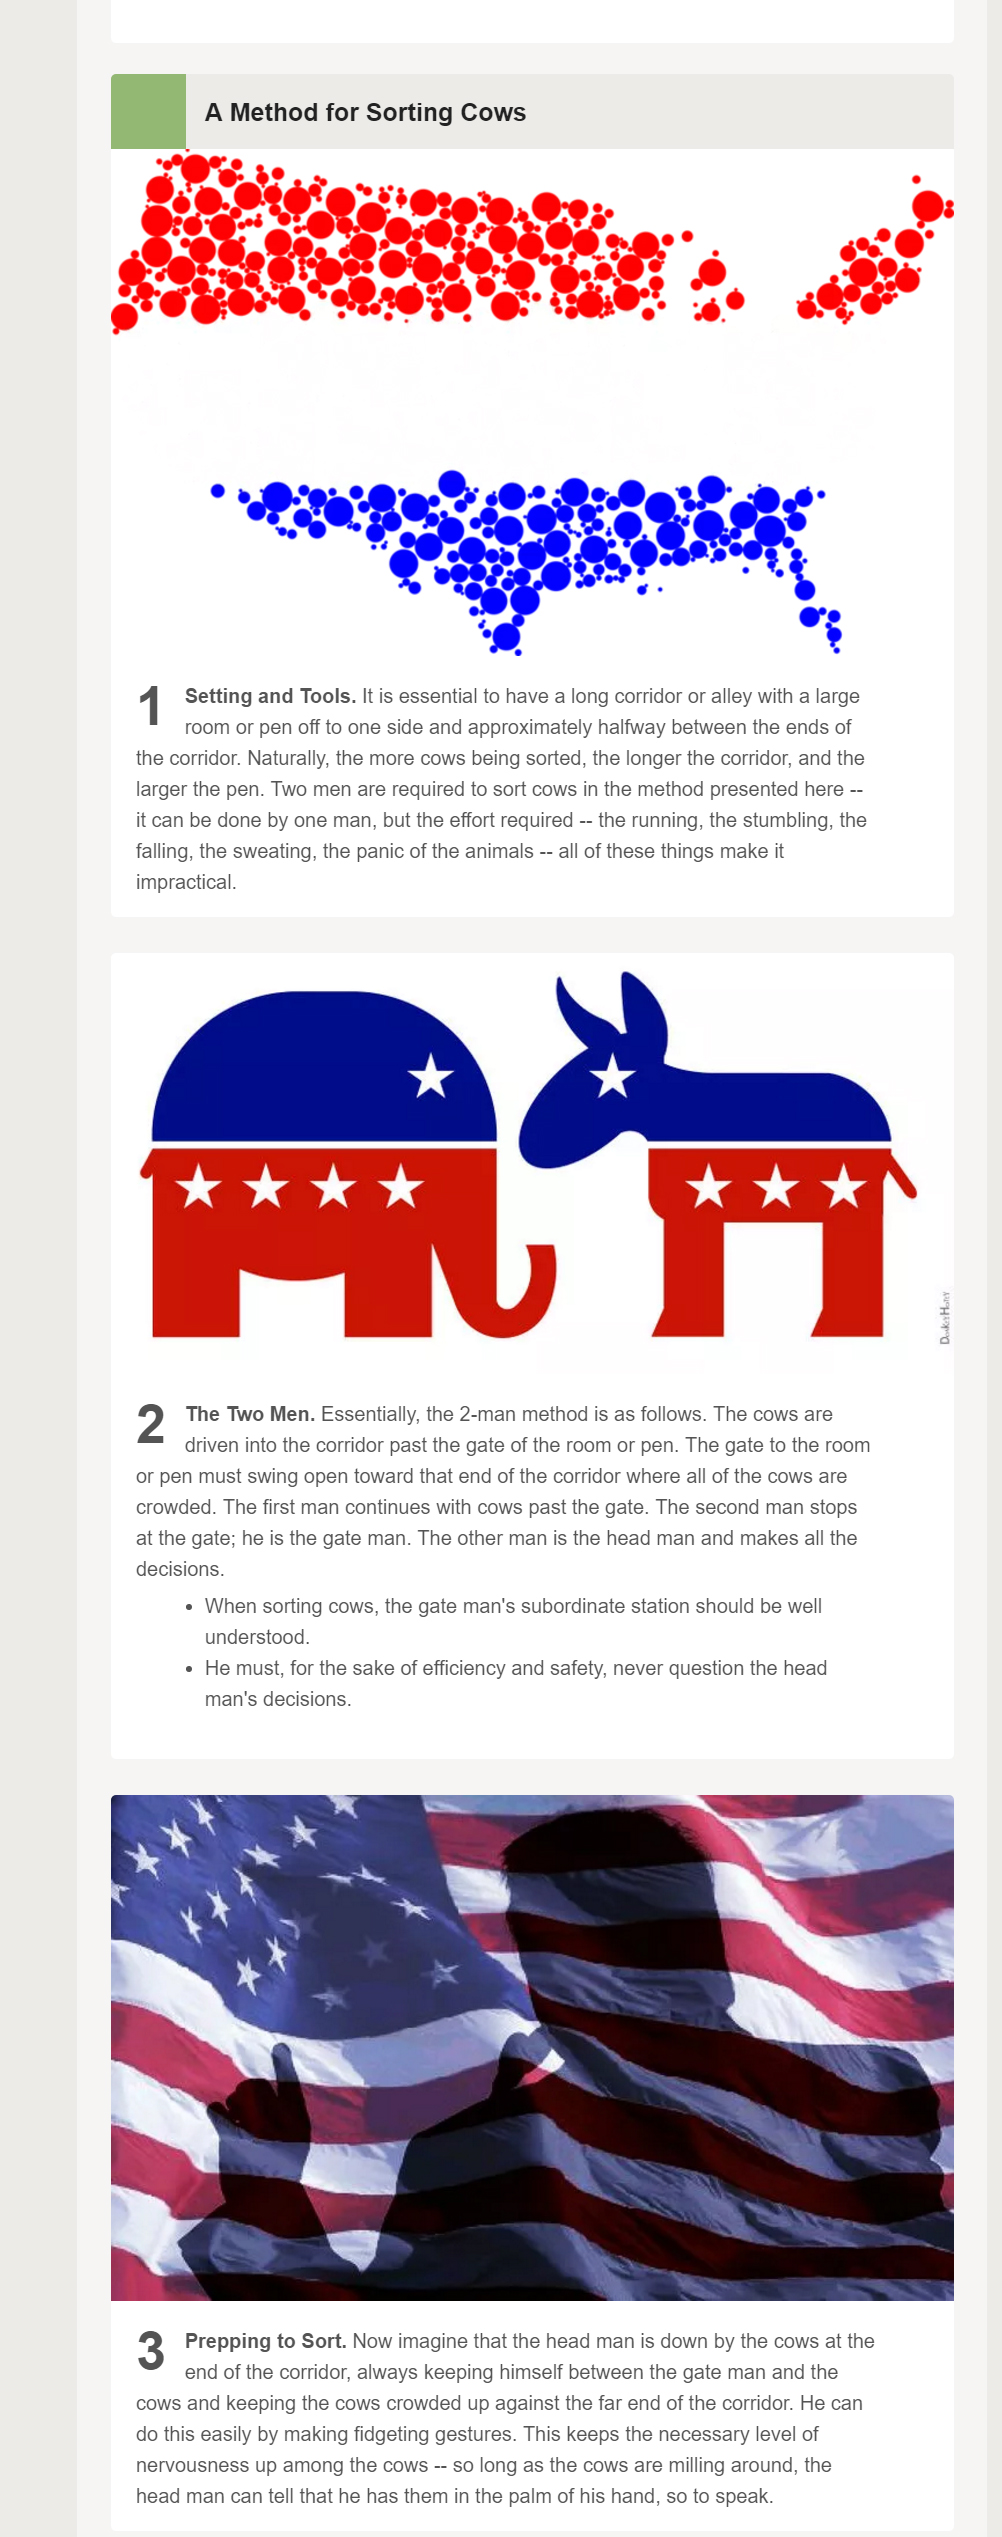 A Method for Sorting Cows
1 Setting and Tools. It is essential to have a long corridor or alley with a large
room or pen off to one side and approximately halfway between the ends of
the corridor. Naturally, the more cows being sorted, the longer the corridor, and the
larger the pen. Two men are required to sort cows in the method presented here --
it can be done by one man, but the effort required -- the running, the stumbling, the
falling, the sweating, the panic of the animals -- all of these things make it
impractical.
DonkeyHotey
2 The Two Men. Essentially, the 2-man method is as follows. The cows are
driven into the corridor past the gate of the room or pen. The gate to the room
or pen must swing open toward that end of the corridor where all of the cows are
crowded. The first man continues with cows past the gate. The second man stops
at the gate; he is the gate man. The other man is the head man and makes all the
decisions.
• When sorting cows, the gate man's subordinate station should be well
understood.
• He must, for the sake of efficiency and safety, never question the head
man's decisions.
3 Prepping to Sort. Now imagine that the head man is down by the cows at the
end of the corridor, always keeping himself between the gate man and the
cows and keeping the cows crowded up against the far end of the corridor. He can
do this easily by making fidgeting gestures. This keeps the necessary level of
nervousness up among the cows -- so long as the cows are milling around, the
head man can tell that he has them in the palm of his hand, so to speak.